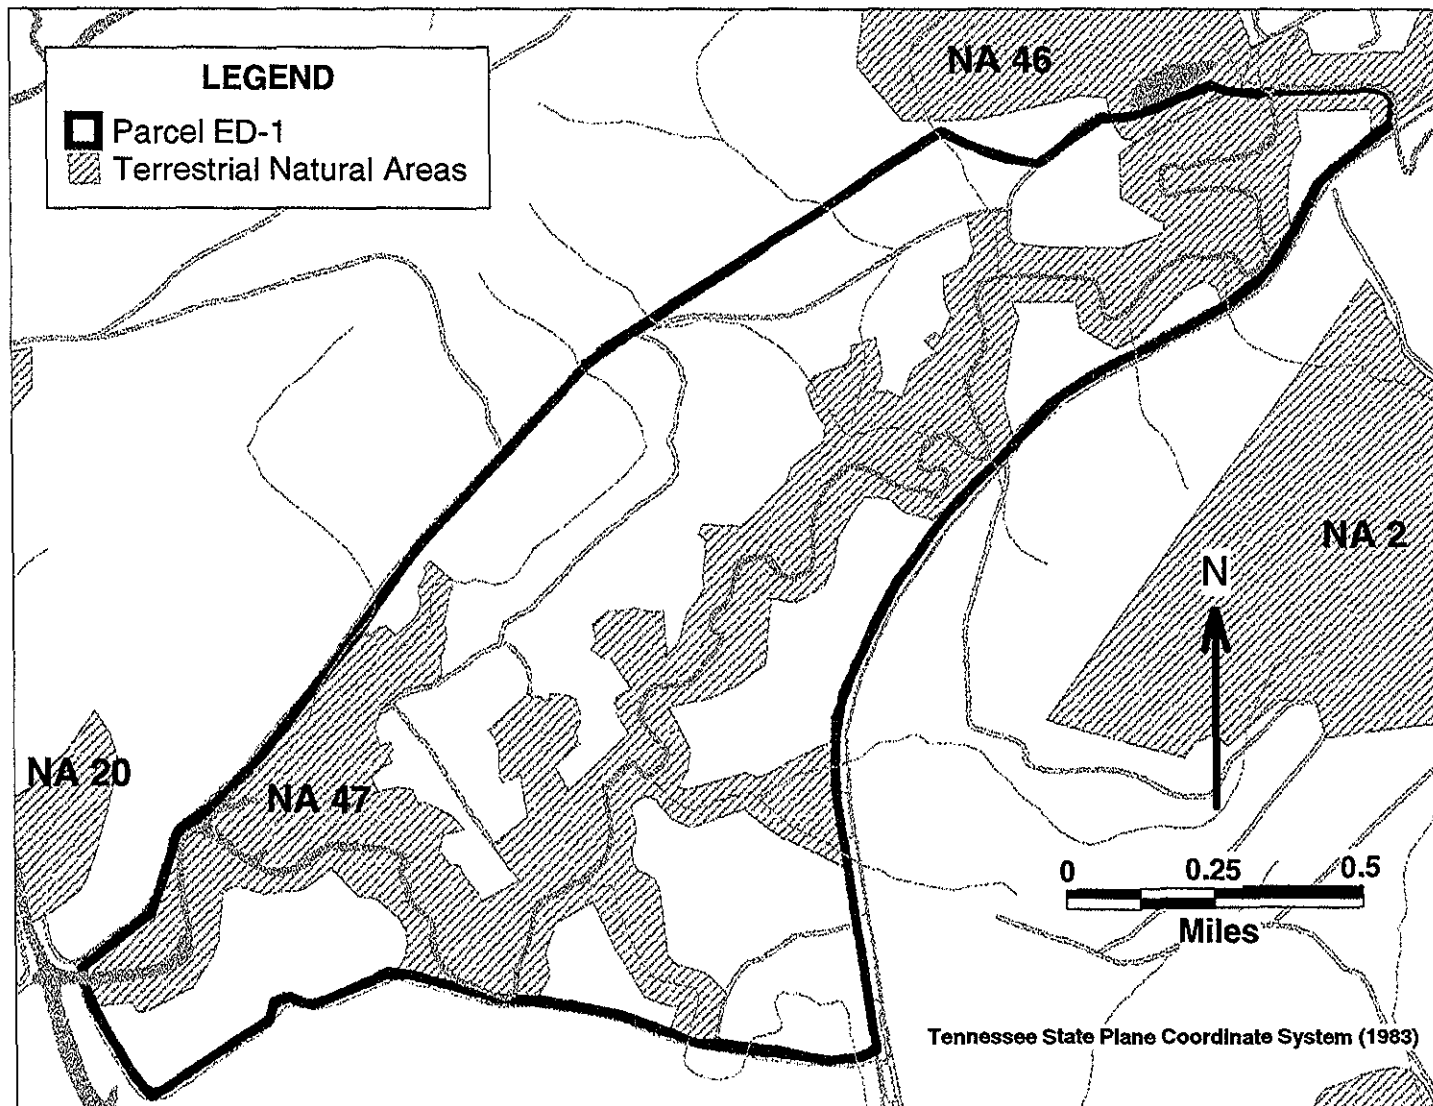 LEGEND
Parcel ED-1
Terrestrial Natural Areas
NA 46
NA 2
N
NA 20
NA 47
0 0.25 0.5
Miles
Tennessee State Plane Coordinate System (1983)